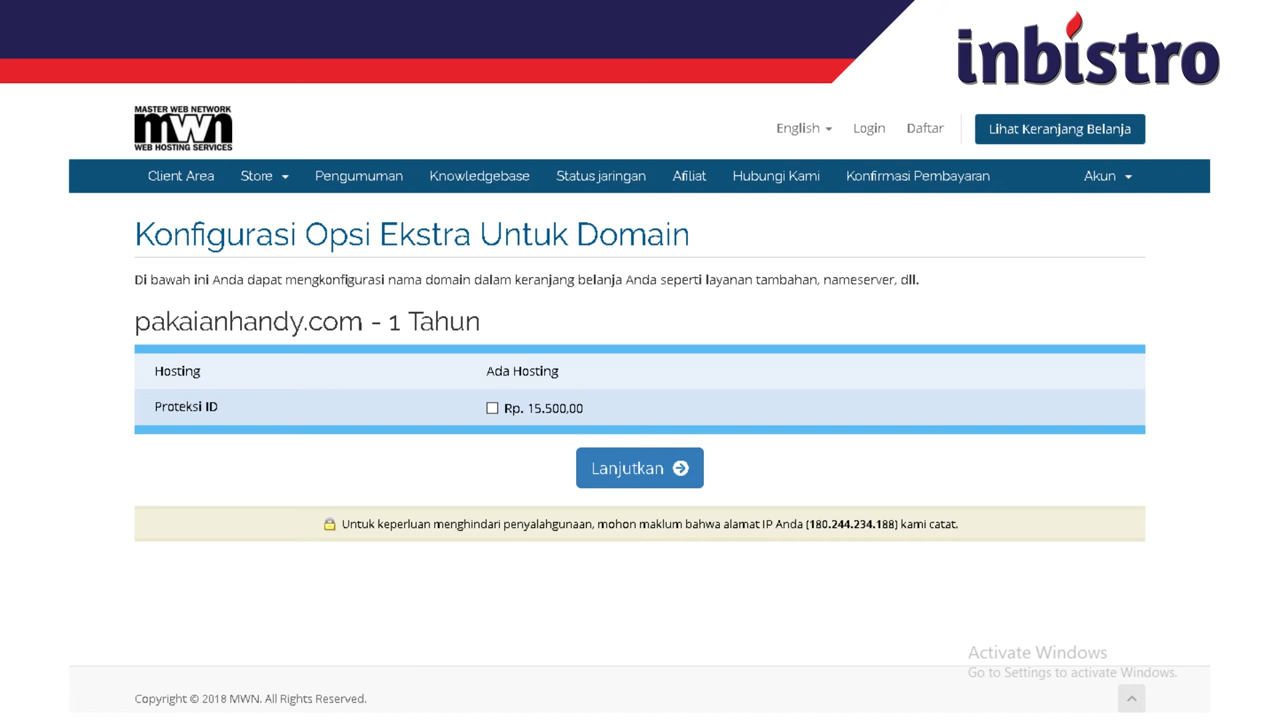 inbistro
MASTER WEB NETWORK
mwn
WEB HOSTING SERVICES
English
Login
Daftar
Lihat Keranjang Belanja
Client Area
Store
Pengumuman
Knowledgebase
Status jaringan
Afiliat
Hubungi Kami
Konfirmasi Pembayaran
Akun
Konfigurasi Opsi Ekstra Untuk Domain
Di bawah ini Anda dapat mengkonfigurasi nama domain dalam keranjang belanja Anda seperti layanan tambahan, nameserver, dll.
pakaianhandy.com - 1 Tahun
Hosting
Ada Hosting
Proteksi ID
Rp. 15.500,00
Lanjutkan
Untuk keperluan menghindari penyalahgunaan, mohon maklum bahwa alamat IP Anda (180.244.234.188) kami catat.
Activate Windows
Go to Settings to activate Windows.
Copyright © 2018 MWN. All Rights Reserved.